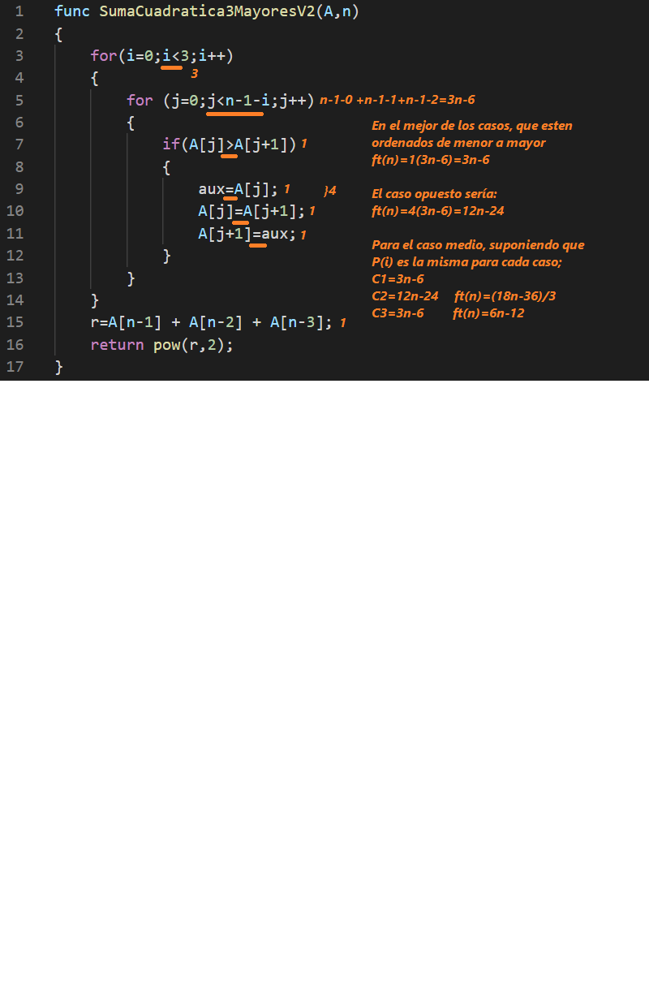 1 func SumaCuadratica3MayoresV2(A,n)
2 {
3 for(i=0;i<3;i++)
4 { 3
5 for (j=0;j<n-1-i;j++) n-1-0 +n-1-1+n-1-2=3n-6
6 {
En el mejor de los casos, que esten
7 if(A[j]>A[j+1]) 1
ordenados de menor a mayor
ft(n)=1(3n-6)=3n-6
8 {
9 aux=A[j]; 1 }4
El caso opuesto sería:
10 A[j]=A[j+1]; 1
ft(n)=4(3n-6)=12n-24
11 A[j+1]=aux; 1
Para el caso medio, suponiendo que
12 }
P(i) es la misma para cada caso;
13 }
C1=3n-6
14 }
C2=12n-24 ft(n)=(18n-36)/3
C3=3n-6 ft(n)=6n-12
15 r=A[n-1] + A[n-2] + A[n-3]; 1
16 return pow(r,2);
17 }